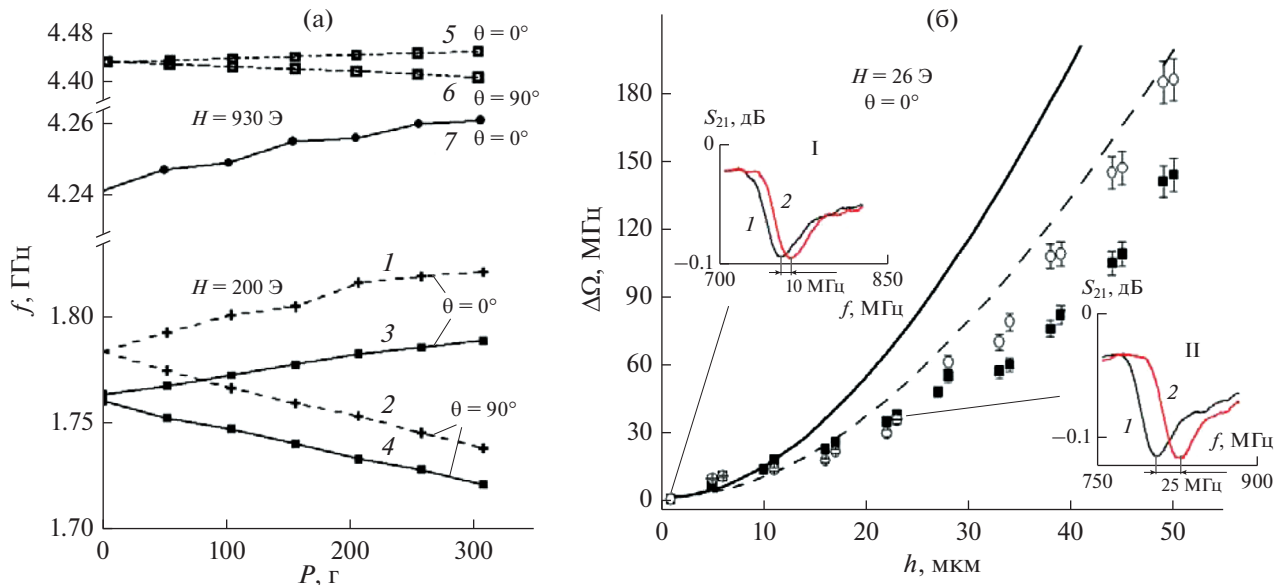 (а)
f, ГГц
4.48
4.40
4.26
4.24
1.80
1.75
1.70
5 θ = 0°
6 θ = 90°
H = 930 Э
7 θ = 0°
1
H = 200 Э
θ = 0°
3
2
θ = 90°
4
0 100 200 300
P, г
(б)
ΔΩ, МГц
180
150
120
90
60
30
0
H = 26 Э
θ = 0°
S21, дБ
0
I
2
1
–0.1
700 850
10 МГц
f, МГц
S21, дБ
0
II
2
1
–0.1
f, МГц
750 900
25 МГц
0 10 20 30 40 50
h, мкм